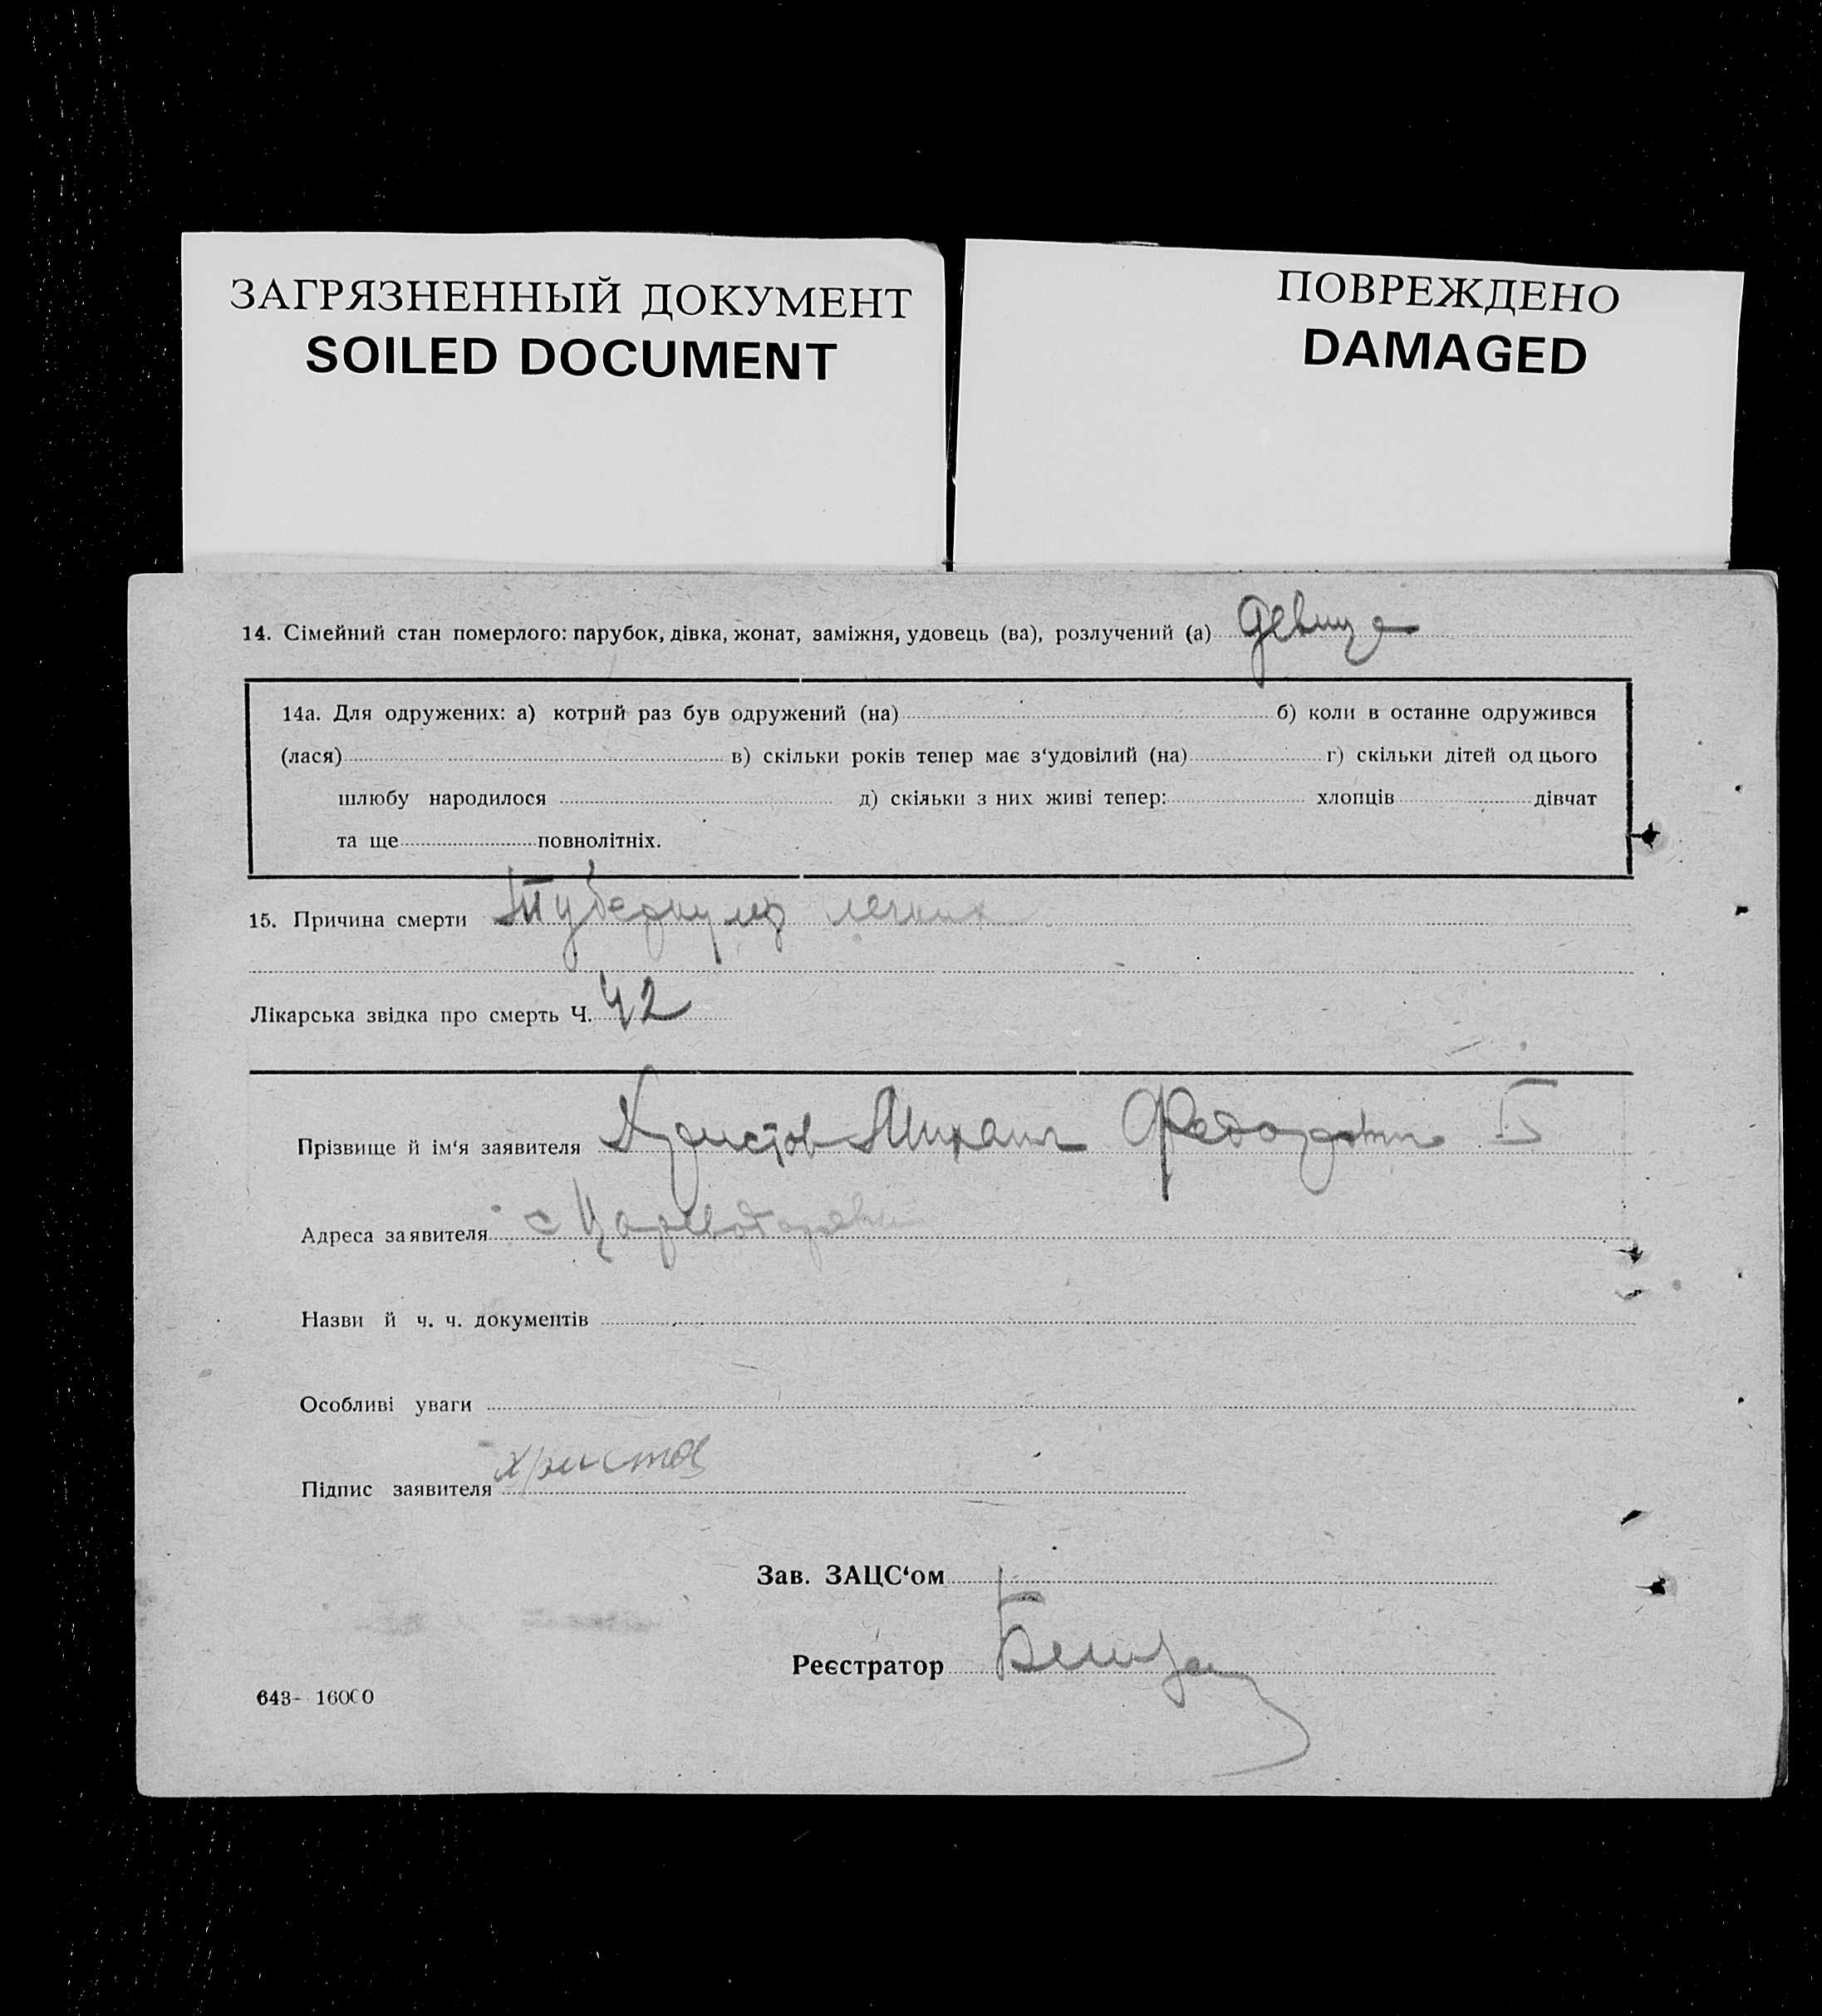 ЗАГРЯЗНЕННЫЙ ДОКУМЕНТ
SOILED DOCUMENT
ПОВРЕЖДЕНО
DAMAGED
14. Сімейний стан померлого: парубок, дівка, жонат, заміжня, удовець (ва), розлучений (а) девица
14а. Для одружених: а) котрий раз був одружений (на) б) коли в останнє одружився
(лася) в) скільки років тепер має з‘удовілий (на) г) скільки дітей од цього
шлюбу народилося д) скільки з них живі тепер: хлопців дівчат
та ще повнолітніх.
15. Причина смерти Туберкулез легких
Лікарська звідка про смерть Ч. 42
Прізвище й ім‘я заявителя Христов Михаил Федорович
Адреса заявителя с
Назви й ч. ч. документів
Особливі уваги
Підпис заявителя Христов
Зав. ЗАЦС‘ом
Реєстратор
643- 16000